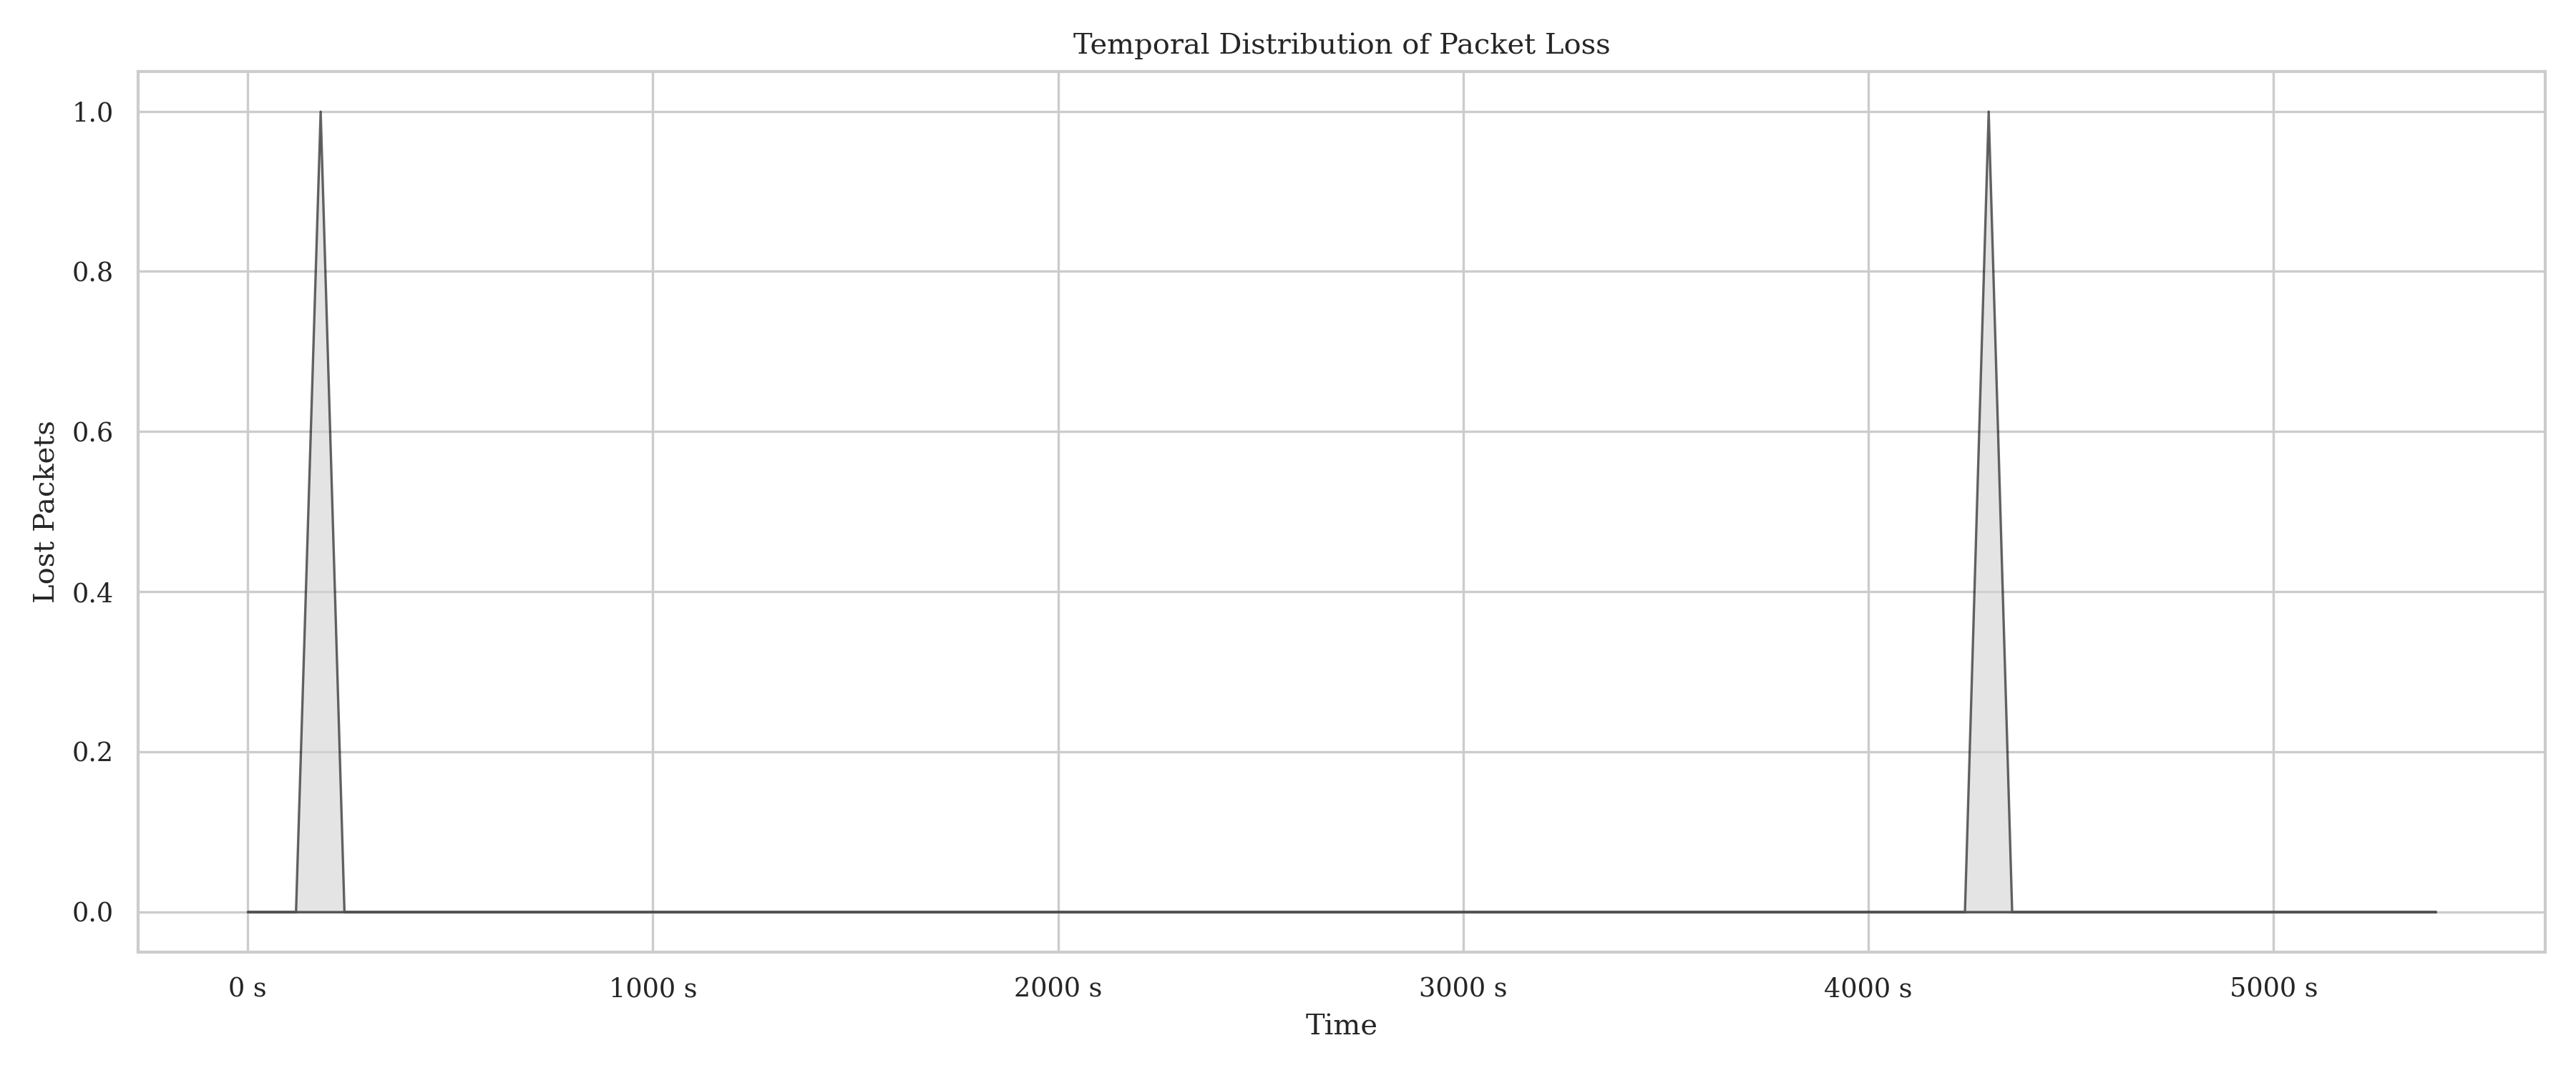 Temporal Distribution of Packet Loss
1.0
0.8
0.6
0.4
0.2
0.0
Lost Packets
0 s
1000 s
2000 s
3000 s
4000 s
5000 s
Time